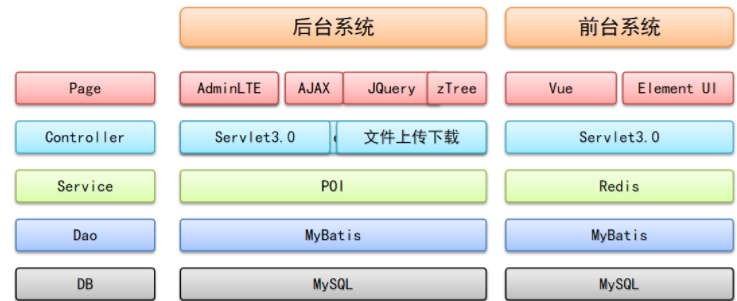 后台系统 前台系统
Page AdminLTE AJAX JQuery zTree Vue Element UI
Controller Servlet3.0 文件上传下载 Servlet3.0
Service POI Redis
Dao MyBatis MyBatis
DB MySQL MySQL